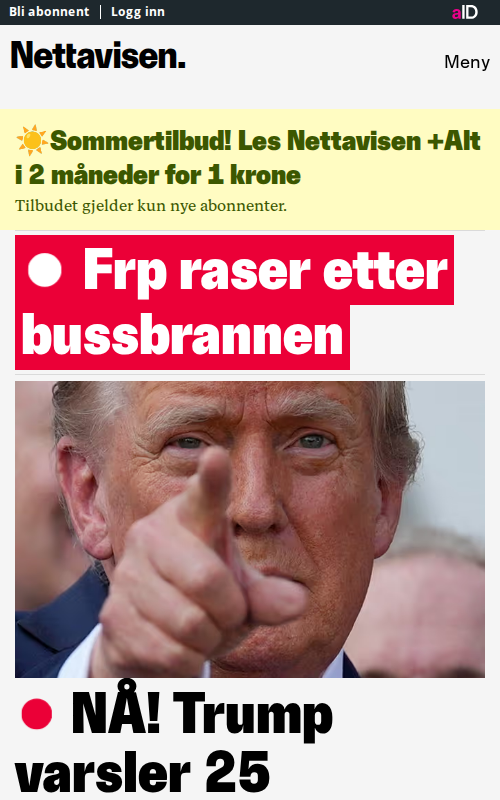 Bli abonnent | Logg inn
aID
Nettavisen.
Meny
☀️Sommertilbud! Les Nettavisen +Alt
i 2 måneder for 1 krone
Tilbudet gjelder kun nye abonnenter.
Frp raser etter
bussbrannen
NÅ! Trump
varsler 25